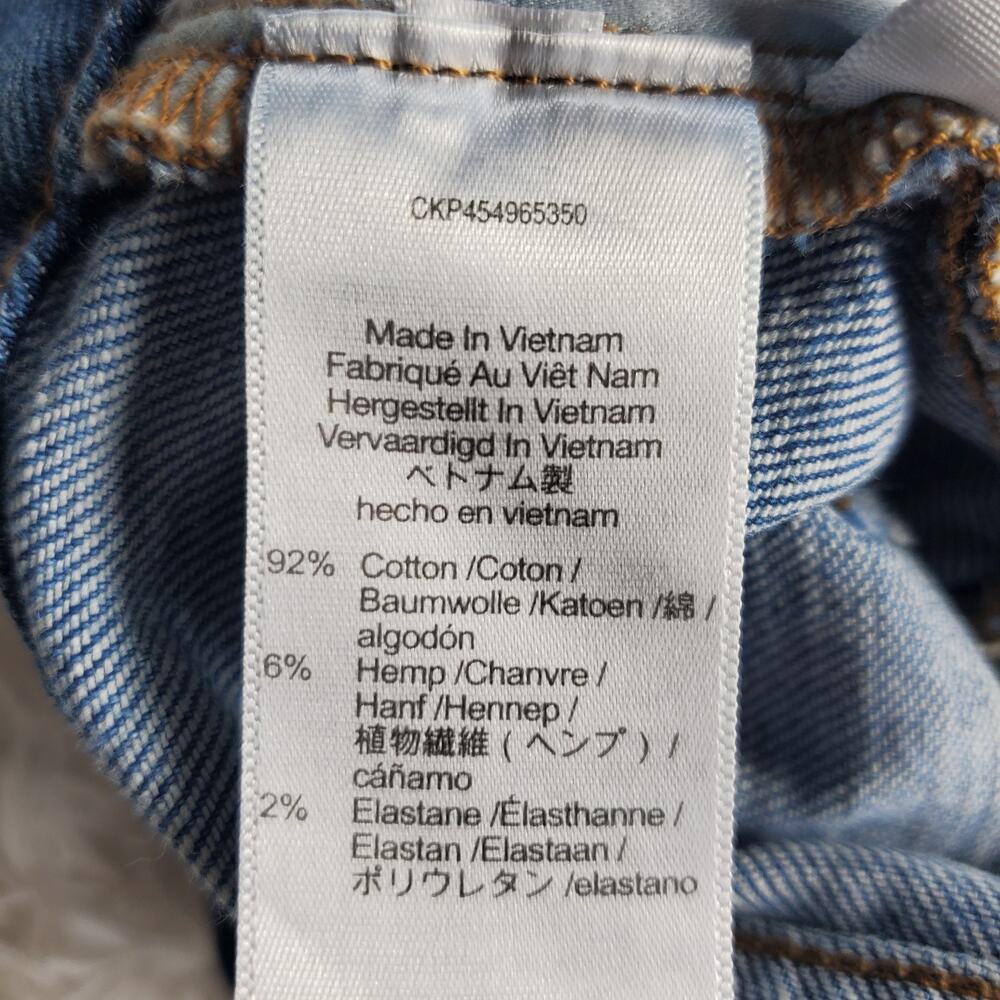 CKP454965350
Made In Vietnam
Fabriqué Au Viêt Nam
Hergestellt In Vietnam
Vervaardigd In Vietnam
ベトナム製
hecho en vietnam
92% Cotton /Coton /
Baumwolle /Katoen /綿 /
algodón
6% Hemp /Chanvre /
Hanf /Hennep /
植物繊維 ( ヘンプ ) /
cáñamo
2% Elastane /Élasthanne /
Elastan /Elastaan /
ポリウレタン /elastano